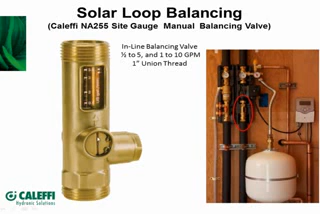 Solar Loop Balancing
(Caleffi NA255 Site Gauge Manual Balancing Valve)
In-Line Balancing Valve
½ to 5, and 1 to 10 GPM
1" Union Thread
CALEFFI
Hydronic Solutions